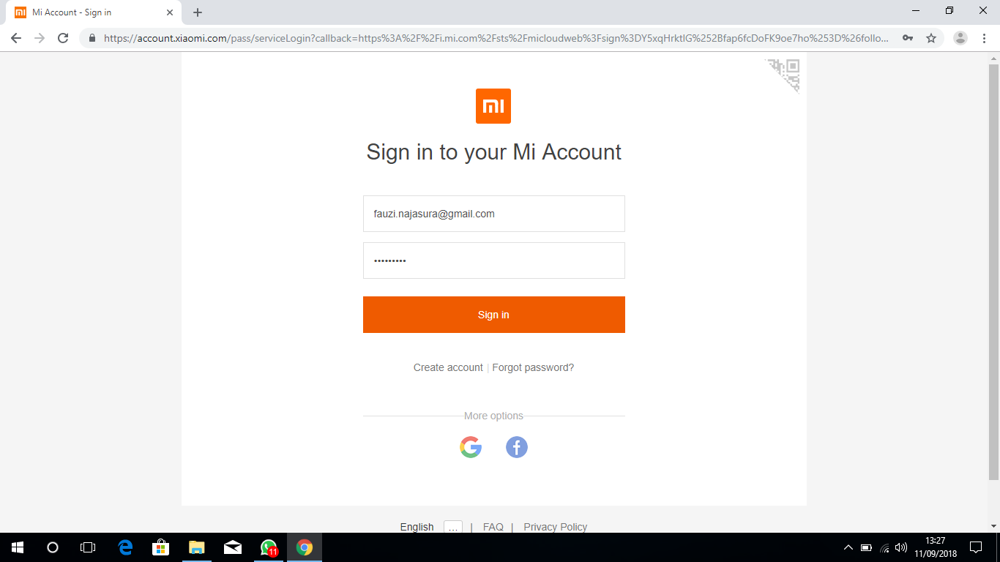 Mi Account - Sign in
https://account.xiaomi.com/pass/serviceLogin?callback=https%3A%2F%2Fi.mi.com%2Fsts%2Fmicloudweb%3Fsign%3DY5xqHrktlG%252Bfap6fcDoFK9oe7ho%253D%26follo...
mi
Sign in to your Mi Account
fauzi.najasura@gmail.com
•••••••••
Sign in
Create account | Forgot password?
More options
English ... | FAQ | Privacy Policy
11
13:27
11/09/2018